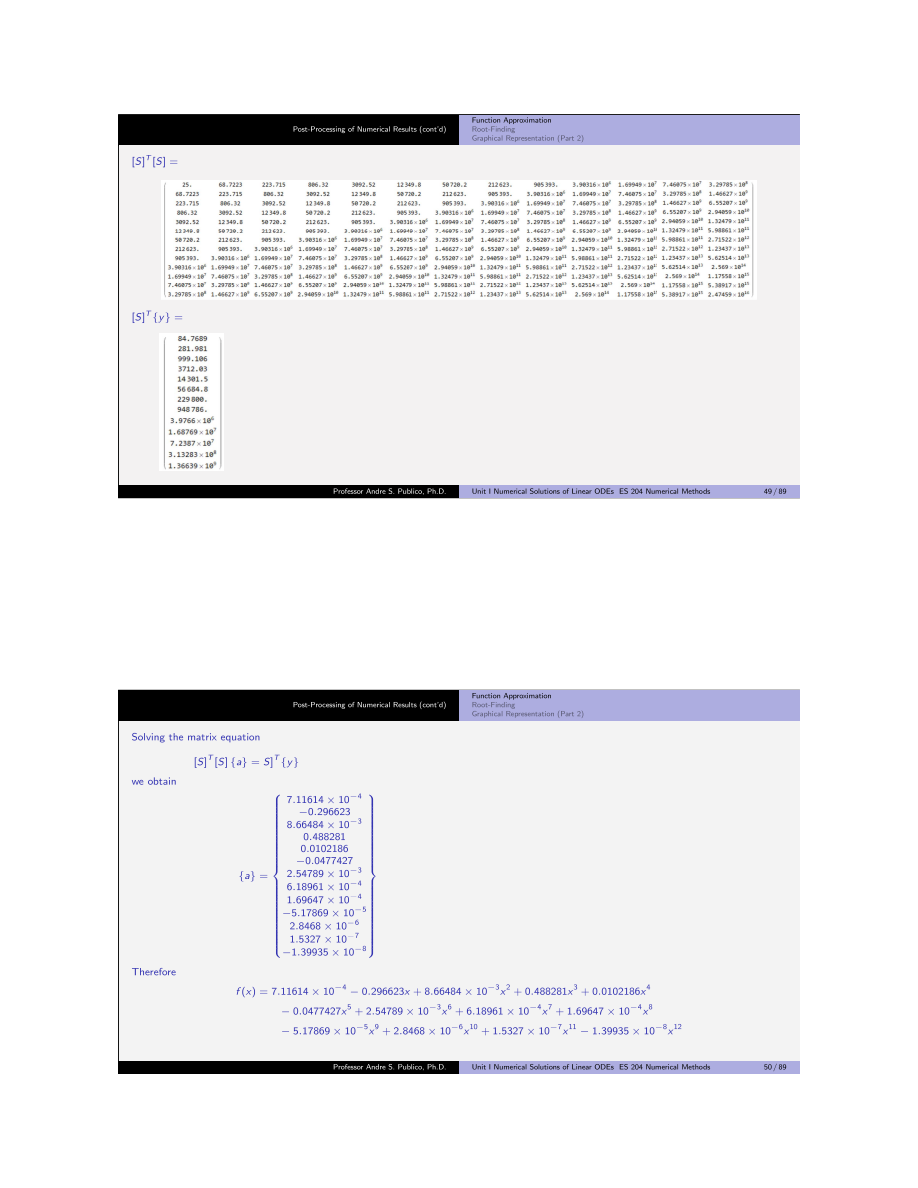 Post-Processing of Numerical Results (cont'd)
Function Approximation
Root-Finding
Graphical Representation (Part 2)
[S]^T[S] =
25. 68.7223 223.715 806.32 3092.52 12349.8 50720.2 212623. 905393. 3.90316×10^6 1.69949×10^7 7.46075×10^7 3.29785×10^8
68.7223 223.715 806.32 3092.52 12349.8 50720.2 212623. 905393. 3.90316×10^6 1.69949×10^7 7.46075×10^7 3.29785×10^8 1.46627×10^9
223.715 806.32 3092.52 12349.8 50720.2 212623. 905393. 3.90316×10^6 1.69949×10^7 7.46075×10^7 3.29785×10^8 1.46627×10^9 6.55207×10^9
806.32 3092.52 12349.8 50720.2 212623. 905393. 3.90316×10^6 1.69949×10^7 7.46075×10^7 3.29785×10^8 1.46627×10^9 6.55207×10^9 2.94059×10^10
3092.52 12349.8 50720.2 212623. 905393. 3.90316×10^6 1.69949×10^7 7.46075×10^7 3.29785×10^8 1.46627×10^9 6.55207×10^9 2.94059×10^10 1.32479×10^11
12349.8 50720.2 212623. 905393. 3.90316×10^6 1.69949×10^7 7.46075×10^7 3.29785×10^8 1.46627×10^9 6.55207×10^9 2.94059×10^10 1.32479×10^11 5.98861×10^11
50720.2 212623. 905393. 3.90316×10^6 1.69949×10^7 7.46075×10^7 3.29785×10^8 1.46627×10^9 6.55207×10^9 2.94059×10^10 1.32479×10^11 5.98861×10^11 2.71522×10^12
212623. 905393. 3.90316×10^6 1.69949×10^7 7.46075×10^7 3.29785×10^8 1.46627×10^9 6.55207×10^9 2.94059×10^10 1.32479×10^11 5.98861×10^11 2.71522×10^12 1.23437×10^13
905393. 3.90316×10^6 1.69949×10^7 7.46075×10^7 3.29785×10^8 1.46627×10^9 6.55207×10^9 2.94059×10^10 1.32479×10^11 5.98861×10^11 2.71522×10^12 1.23437×10^13 5.62514×10^13
3.90316×10^6 1.69949×10^7 7.46075×10^7 3.29785×10^8 1.46627×10^9 6.55207×10^9 2.94059×10^10 1.32479×10^11 5.98861×10^11 2.71522×10^12 1.23437×10^13 5.62514×10^13 2.569×10^14
1.69949×10^7 7.46075×10^7 3.29785×10^8 1.46627×10^9 6.55207×10^9 2.94059×10^10 1.32479×10^11 5.98861×10^11 2.71522×10^12 1.23437×10^13 5.62514×10^13 2.569×10^14 1.17558×10^15
7.46075×10^7 3.29785×10^8 1.46627×10^9 6.55207×10^9 2.94059×10^10 1.32479×10^11 5.98861×10^11 2.71522×10^12 1.23437×10^13 5.62514×10^13 2.569×10^14 1.17558×10^15 5.38917×10^15
3.29785×10^8 1.46627×10^9 6.55207×10^9 2.94059×10^10 1.32479×10^11 5.98861×10^11 2.71522×10^12 1.23437×10^13 5.62514×10^13 2.569×10^14 1.17558×10^15 5.38917×10^15 2.47459×10^16
[S]^T{y} =
84.7689
281.981
999.106
3712.03
14301.5
56684.8
229800.
948786.
3.9766×10^6
1.68769×10^7
7.2387×10^7
3.13283×10^8
1.36639×10^9
Professor Andre S. Publico, Ph.D.
Unit I Numerical Solutions of Linear ODEs ES 204 Numerical Methods
49 / 89
Post-Processing of Numerical Results (cont'd)
Function Approximation
Root-Finding
Graphical Representation (Part 2)
Solving the matrix equation
[S]^T[S]{a} = S]^T{y}
we obtain
7.11614 × 10^−4
−0.296623
8.66484 × 10^−3
0.488281
0.0102186
−0.0477427
{a} = 2.54789 × 10^−3
6.18961 × 10^−4
1.69647 × 10^−4
−5.17869 × 10^−5
2.8468 × 10^−6
1.5327 × 10^−7
−1.39935 × 10^−8
Therefore
f(x) = 7.11614 × 10^−4 − 0.296623x + 8.66484 × 10^−3x^2 + 0.488281x^3 + 0.0102186x^4
− 0.0477427x^5 + 2.54789 × 10^−3x^6 + 6.18961 × 10^−4x^7 + 1.69647 × 10^−4x^8
− 5.17869 × 10^−5x^9 + 2.8468 × 10^−6x^10 + 1.5327 × 10^−7x^11 − 1.39935 × 10^−8x^12
Professor Andre S. Publico, Ph.D.
Unit I Numerical Solutions of Linear ODEs ES 204 Numerical Methods
50 / 89